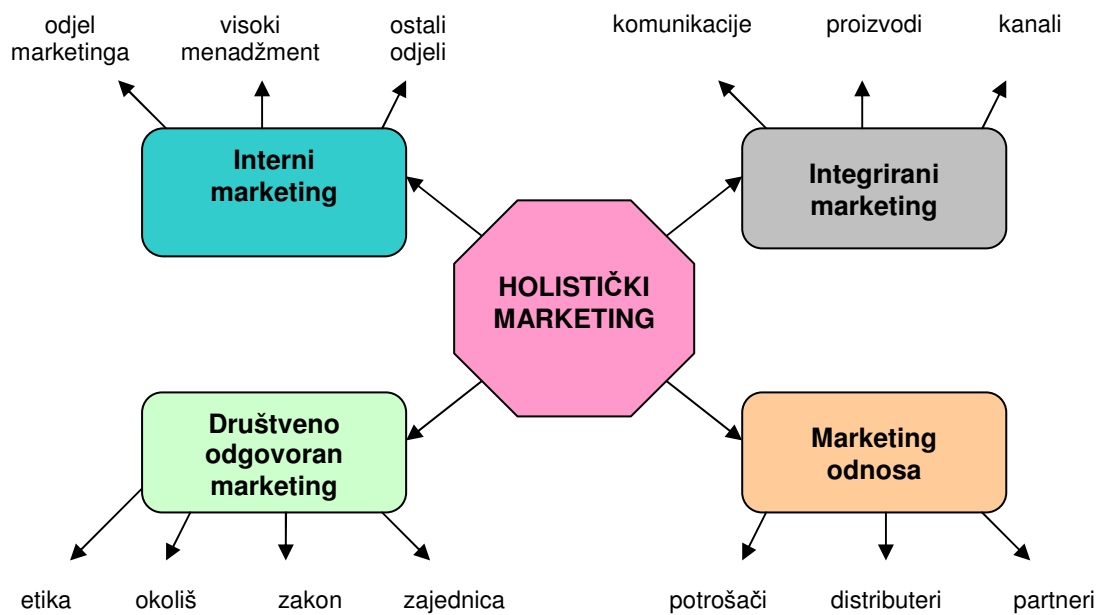 odjel
marketinga
visoki
menadžment
ostali
odjeli
komunikacije
proizvodi
kanali
Interni
marketing
Integrirani
marketing
HOLISTIČKI
MARKETING
Društveno
odgovoran
marketing
Marketing
odnosa
etika
okoliš
zakon
zajednica
potrošači
distributeri
partneri